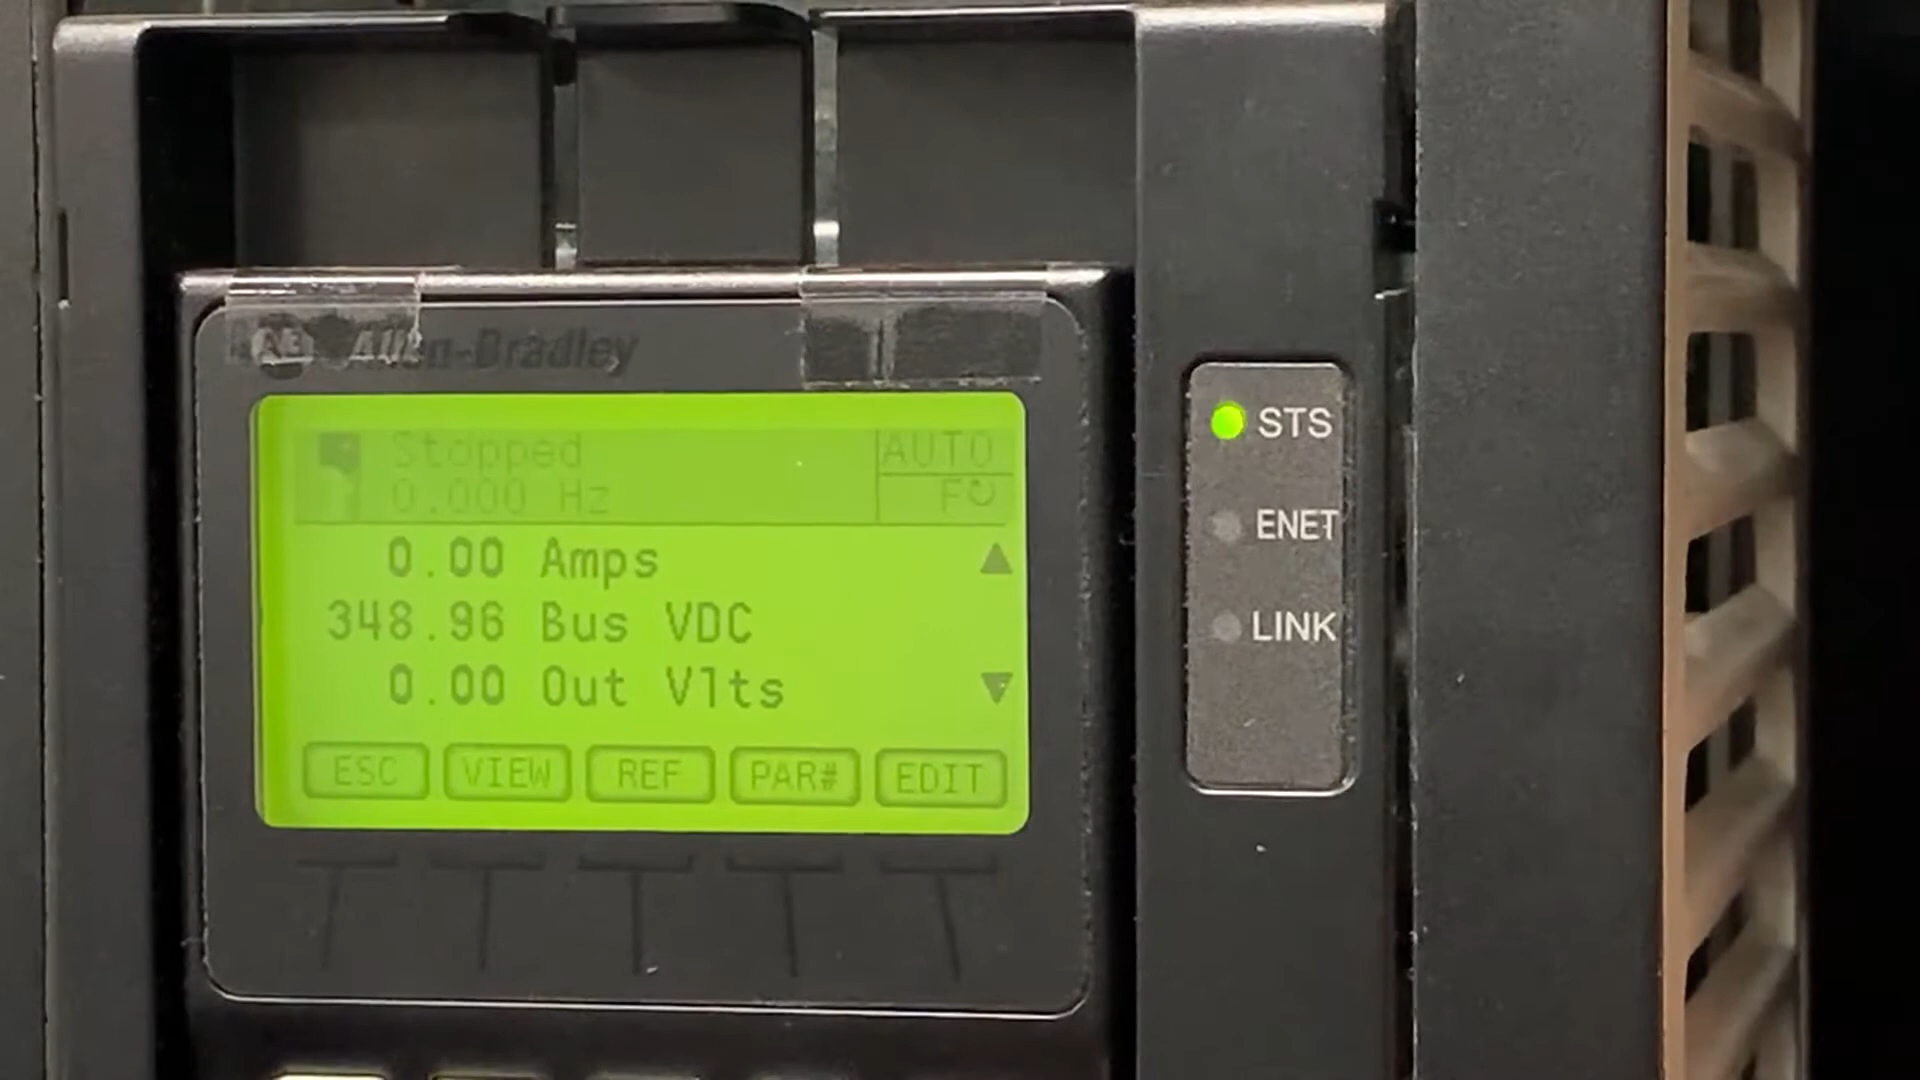 Allen-Bradley
Stopped
0.000 Hz
AUTO
F↻
0.00 Amps
348.96 Bus VDC
0.00 Out Vlts
ESC VIEW REF PAR# EDIT
STS
ENET
LINK